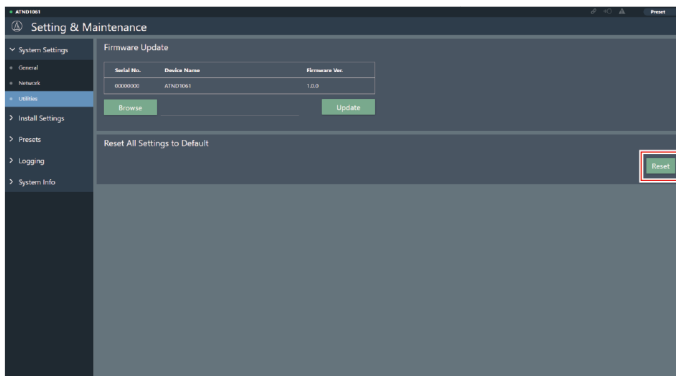 ATND1061
Preset
Setting & Maintenance
System Settings
General
Network
Utilities
Install Settings
Presets
Logging
System Info
Firmware Update
Serial No. Device Name Firmware Ver.
00000000 ATND1061 1.0.0
Browse Update
Reset All Settings to Default
Reset